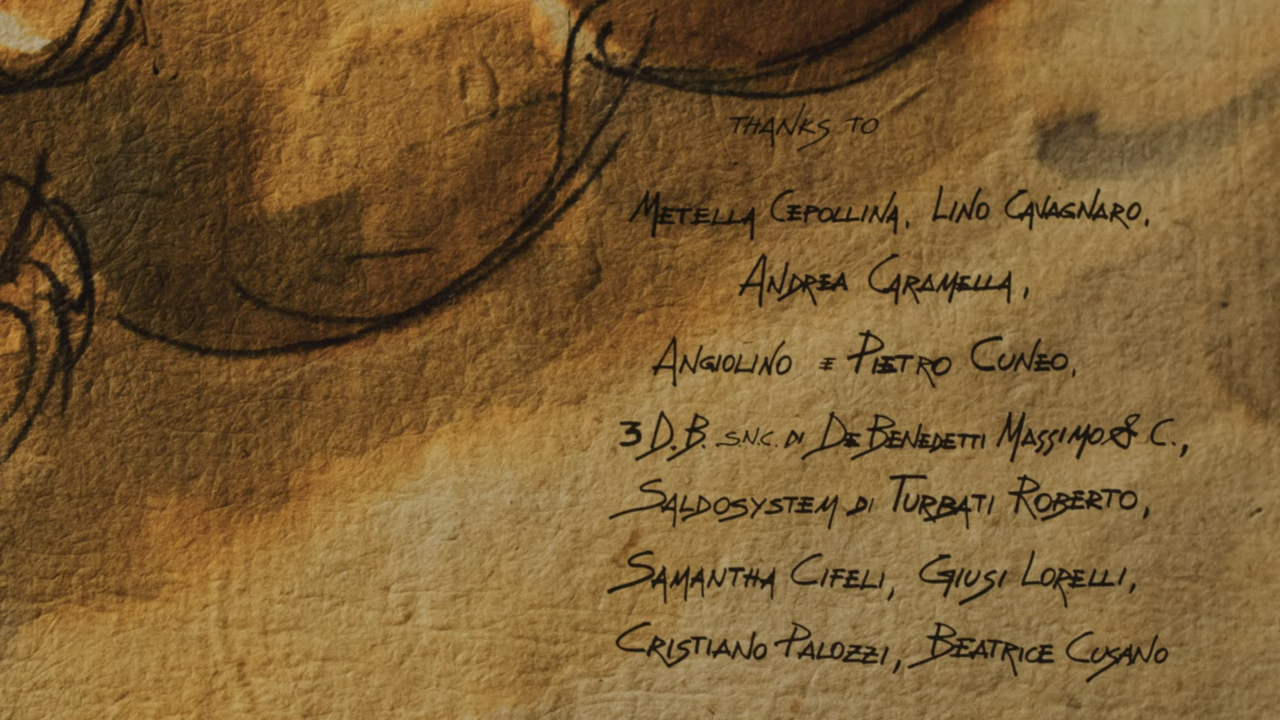 THANKS TO
METELLA CEPOLLINA, LINO CAVAGNARO,
ANDREA CARAMELLA,
ANGIOLINO E PIETRO CUNEO,
3D.B. S.N.C. DI DE BENEDETTI MASSIMO & C.,
SALDOSYSTEM DI TURBATI ROBERTO,
SAMANTHA CIFELI, GIUSI LORELLI,
CRISTIANO PALOZZI, BEATRICE CUSANO